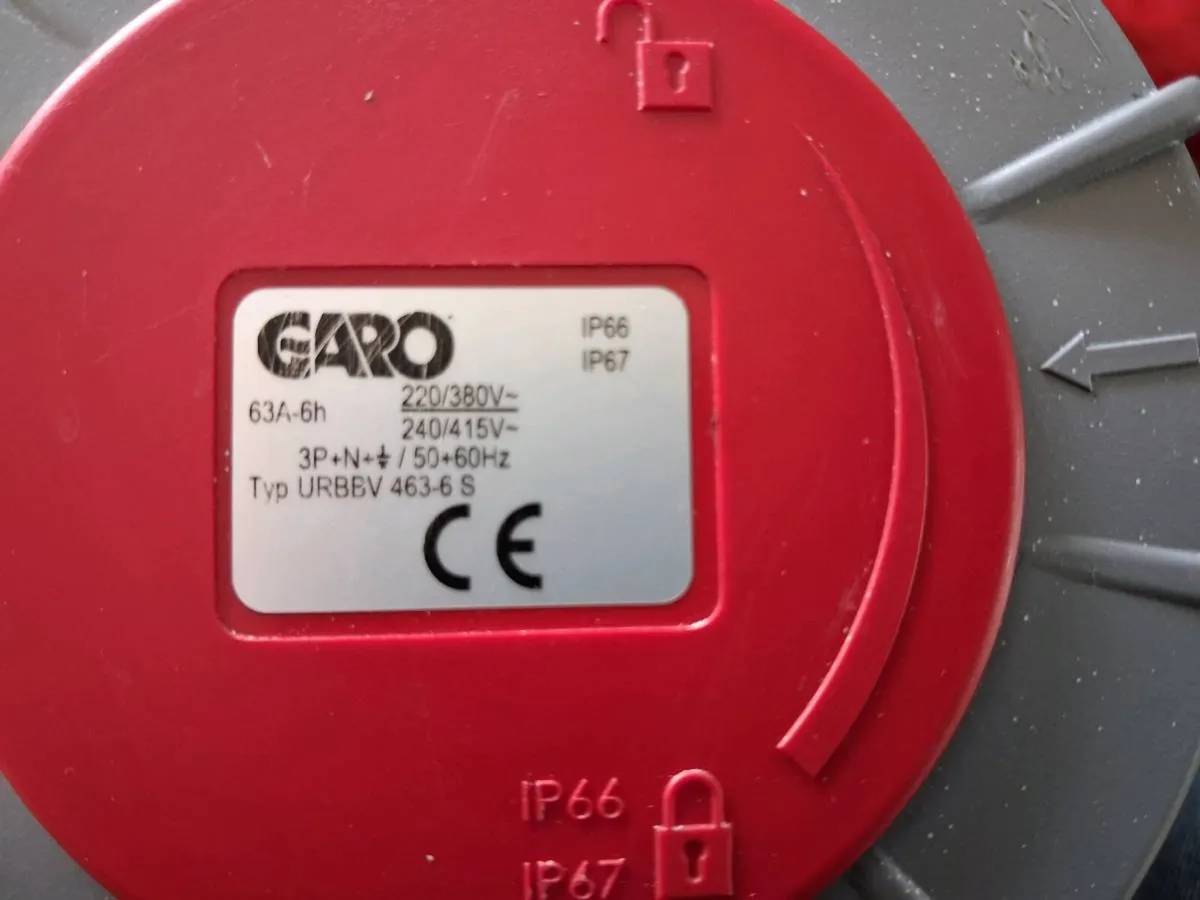 GARO
IP66
IP67
63A-6h
220/380V~
240/415V~
3P+N+⏚ / 50+60Hz
Typ URBBV 463-6 S
CE
IP66
IP67